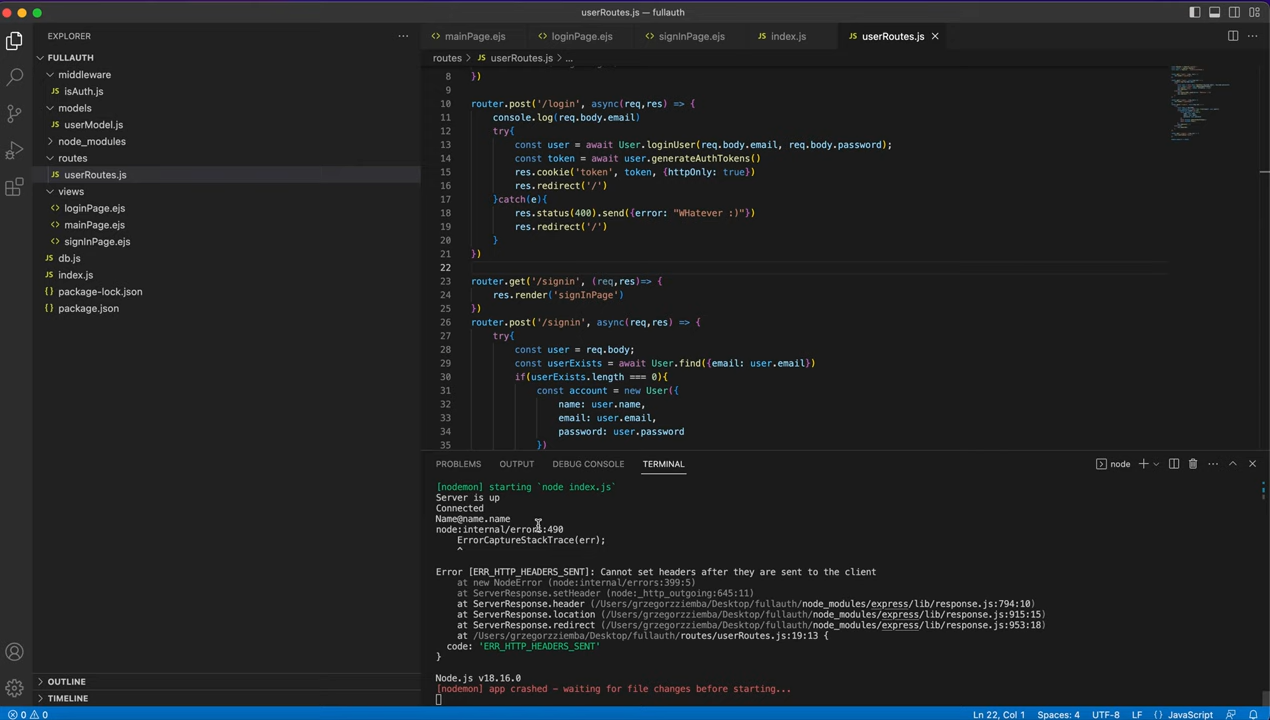 userRoutes.js — fullauth
EXPLORER
FULLAUTH
middleware
JS isAuth.js
models
JS userModel.js
node_modules
routes
JS userRoutes.js
views
<> loginPage.ejs
<> mainPage.ejs
<> signInPage.ejs
JS db.js
JS index.js
{} package-lock.json
{} package.json
OUTLINE
TIMELINE
<> mainPage.ejs <> loginPage.ejs <> signInPage.ejs JS index.js JS userRoutes.js ×
routes > JS userRoutes.js > ...
8 })
9
10 router.post('/login', async(req,res) => {
11 console.log(req.body.email)
12 try{
13 const user = await User.loginUser(req.body.email, req.body.password);
14 const token = await user.generateAuthTokens()
15 res.cookie('token', token, {httpOnly: true})
16 res.redirect('/')
17 }catch(e){
18 res.status(400).send({error: "WHatever :)"})
19 res.redirect('/')
20 }
21 })
22
23 router.get('/signin', (req,res)=> {
24 res.render('signInPage')
25 })
26 router.post('/signin', async(req,res) => {
27 try{
28 const user = req.body;
29 const userExists = await User.find({email: user.email})
30 if(userExists.length === 0){
31 const account = new User({
32 name: user.name,
33 email: user.email,
34 password: user.password
35 })
PROBLEMS OUTPUT DEBUG CONSOLE TERMINAL node
[nodemon] starting `node index.js`
Server is up
Connected
Name@name.name
node:internal/errors:490
ErrorCaptureStackTrace(err);
^
Error [ERR_HTTP_HEADERS_SENT]: Cannot set headers after they are sent to the client
at new NodeError (node:internal/errors:399:5)
at ServerResponse.setHeader (node:_http_outgoing:645:11)
at ServerResponse.header (/Users/grzegorzziemba/Desktop/fullauth/node_modules/express/lib/response.js:794:10)
at ServerResponse.location (/Users/grzegorzziemba/Desktop/fullauth/node_modules/express/lib/response.js:915:15)
at ServerResponse.redirect (/Users/grzegorzziemba/Desktop/fullauth/node_modules/express/lib/response.js:953:18)
at /Users/grzegorzziemba/Desktop/fullauth/routes/userRoutes.js:19:13 {
code: 'ERR_HTTP_HEADERS_SENT'
}
Node.js v18.16.0
[nodemon] app crashed – waiting for file changes before starting...
0 0 Ln 22, Col 1 Spaces: 4 UTF-8 LF {} JavaScript